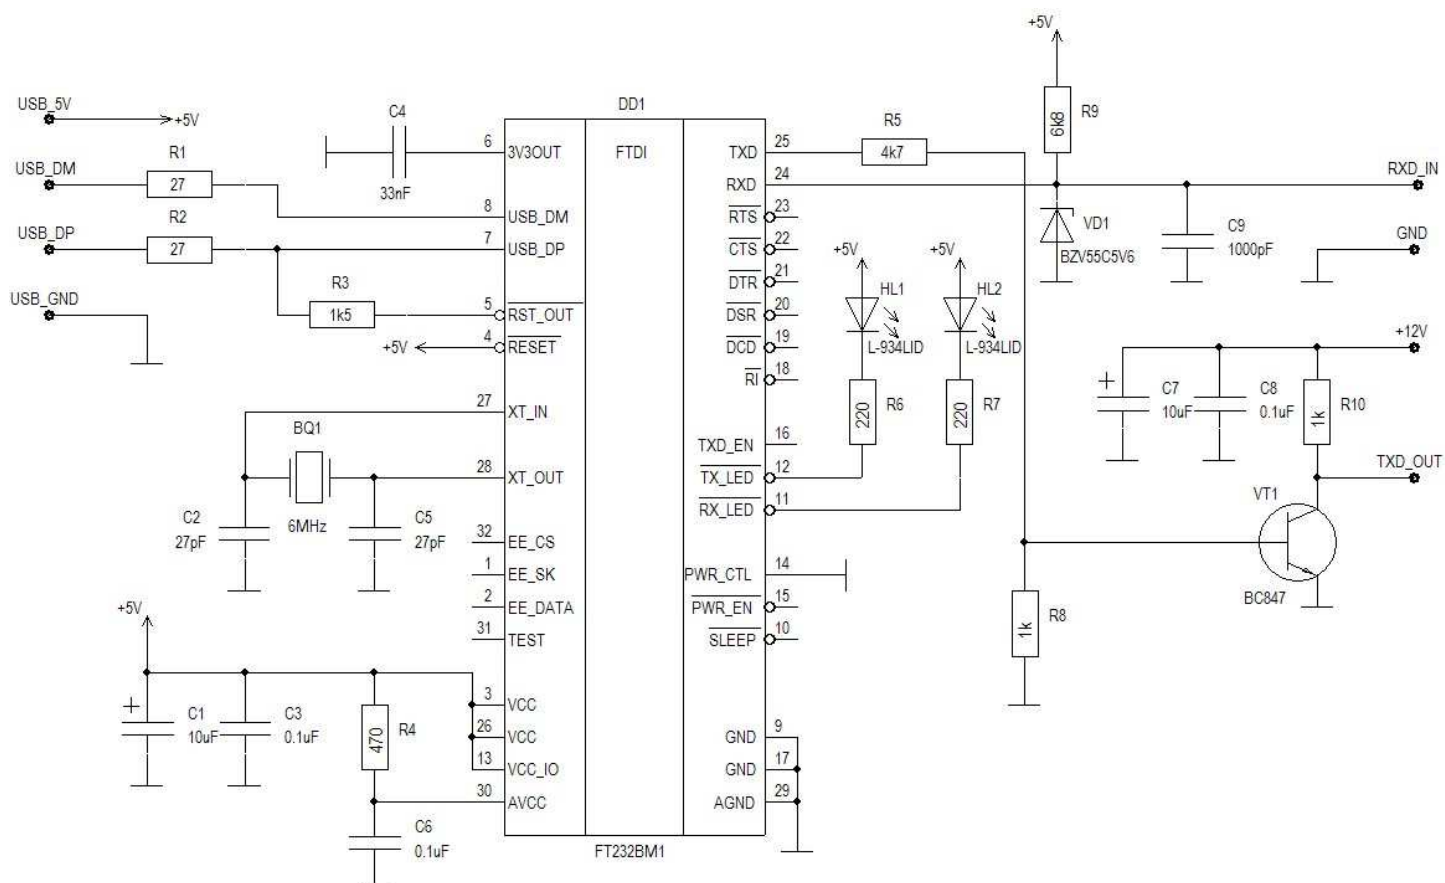 +5V
USB_5V
+5V
C4
DD1
R9
6k8
6
3V3OUT
FTDI
TXD
25
R5
4k7
33nF
R1
USB_DM
27
RXD
24
RXD_IN
8
USB_DM
RTS
23
R2
USB_DP
27
7
USB_DP
CTS
22
+5V
+5V
VD1
BZV55C5V6
C9
1000pF
GND
R3
1k5
DTR
21
HL1
HL2
USB_GND
5
RST_OUT
DSR
20
4
RESET
+5V
DCD
19
L-934LID
L-934LID
+12V
RI
18
27
XT_IN
220
R6
220
R7
C7
10uF
C8
0.1uF
1k
R10
BQ1
TXD_EN
16
28
XT_OUT
TX_LED
12
TXD_OUT
6MHz
RX_LED
11
VT1
C2
27pF
C5
27pF
32
EE_CS
1
EE_SK
PWR_CTL
14
BC847
2
EE_DATA
PWR_EN
15
+5V
1k
R8
31
TEST
SLEEP
10
3
VCC
C1
10uF
C3
0.1uF
470
R4
26
VCC
GND
9
13
VCC_IO
GND
17
30
AVCC
AGND
29
C6
0.1uF
FT232BM1